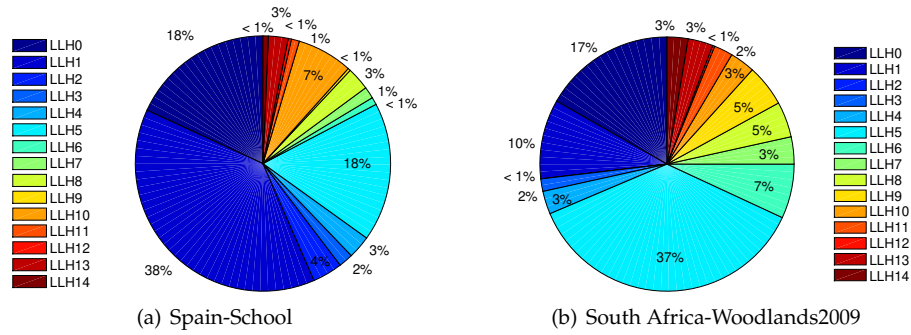 LLH0
LLH1
LLH2
LLH3
LLH4
LLH5
LLH6
LLH7
LLH8
LLH9
LLH10
LLH11
LLH12
LLH13
LLH14
18%
38%
4%
2%
3%
18%
< 1%
1%
3%
< 1%
7%
1%
< 1%
3%
< 1%
(a) Spain-School
17%
10%
< 1%
2%
3%
37%
7%
3%
5%
5%
3%
2%
< 1%
3%
3%
LLH0
LLH1
LLH2
LLH3
LLH4
LLH5
LLH6
LLH7
LLH8
LLH9
LLH10
LLH11
LLH12
LLH13
LLH14
(b) South Africa-Woodlands2009